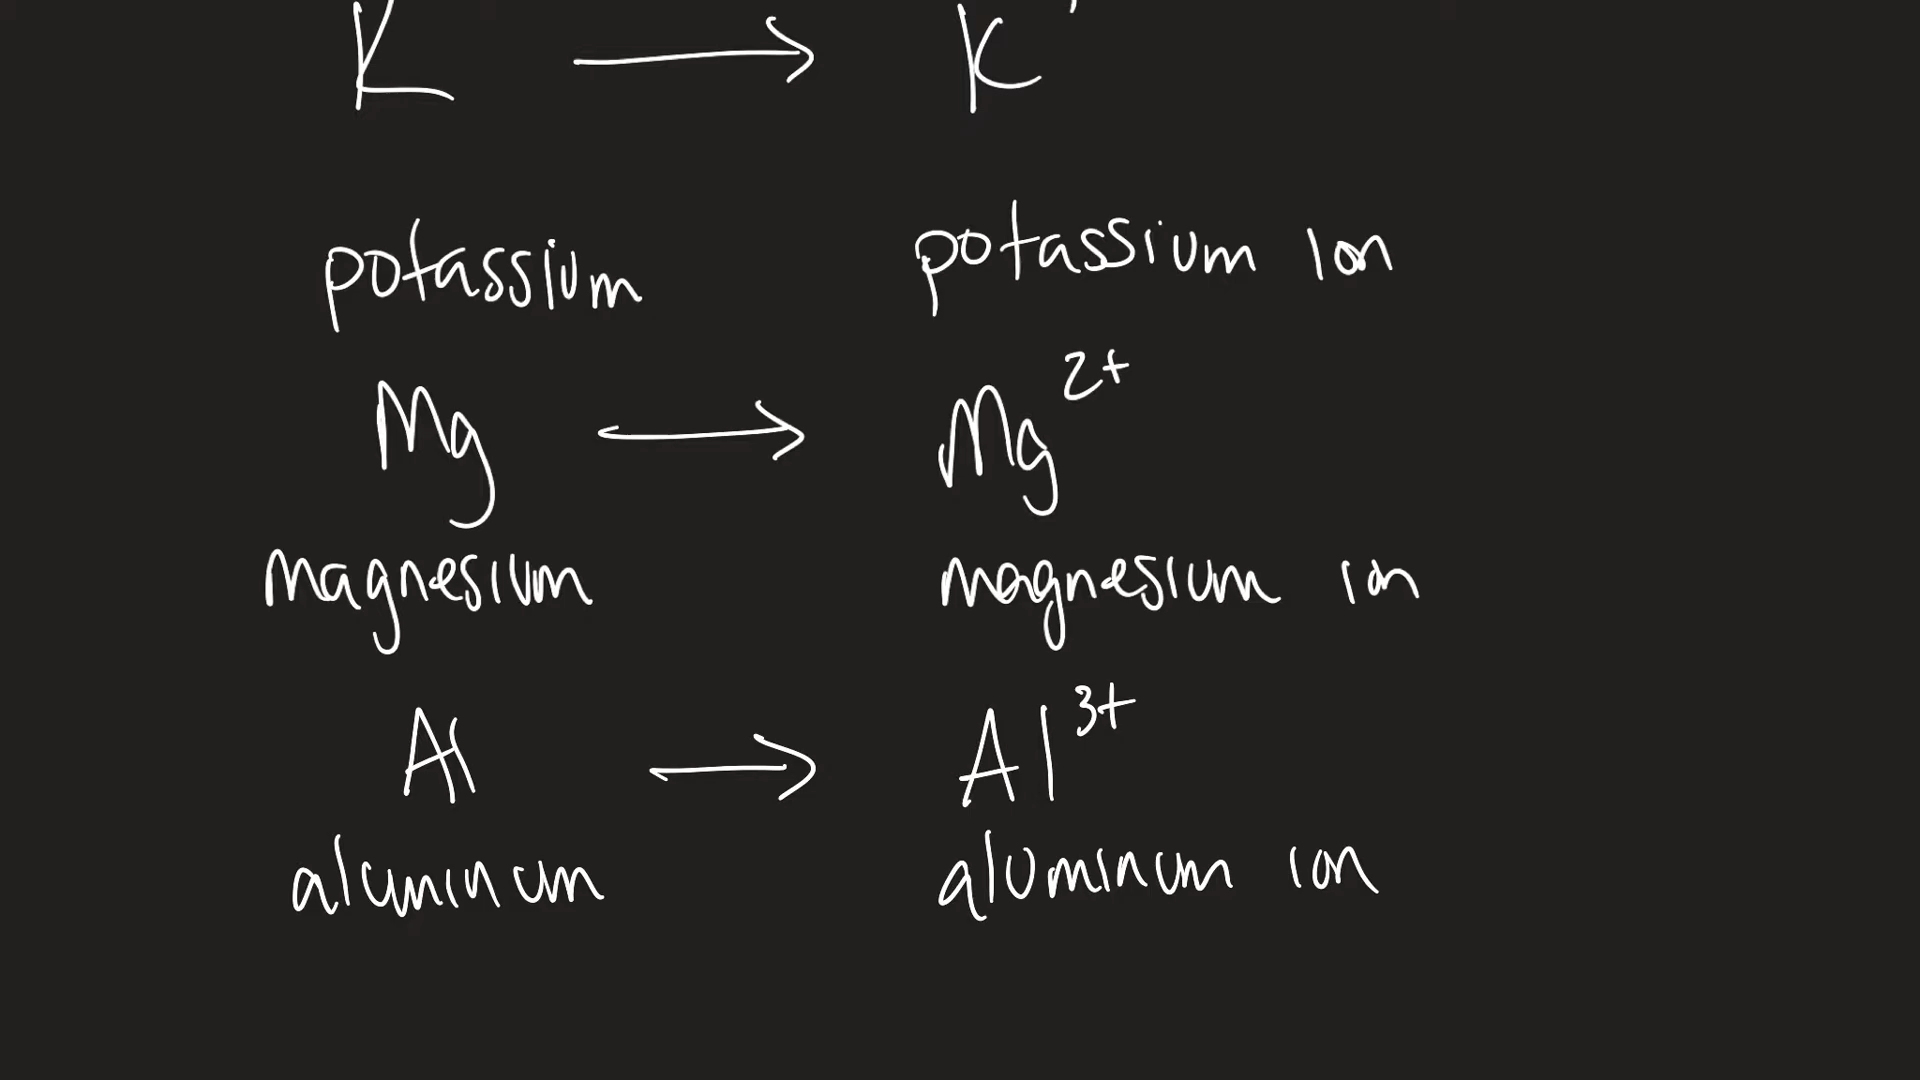 K → K
potassium potassium ion
Mg → Mg²⁺
magnesium magnesium ion
Al → Al³⁺
aluminum aluminum ion